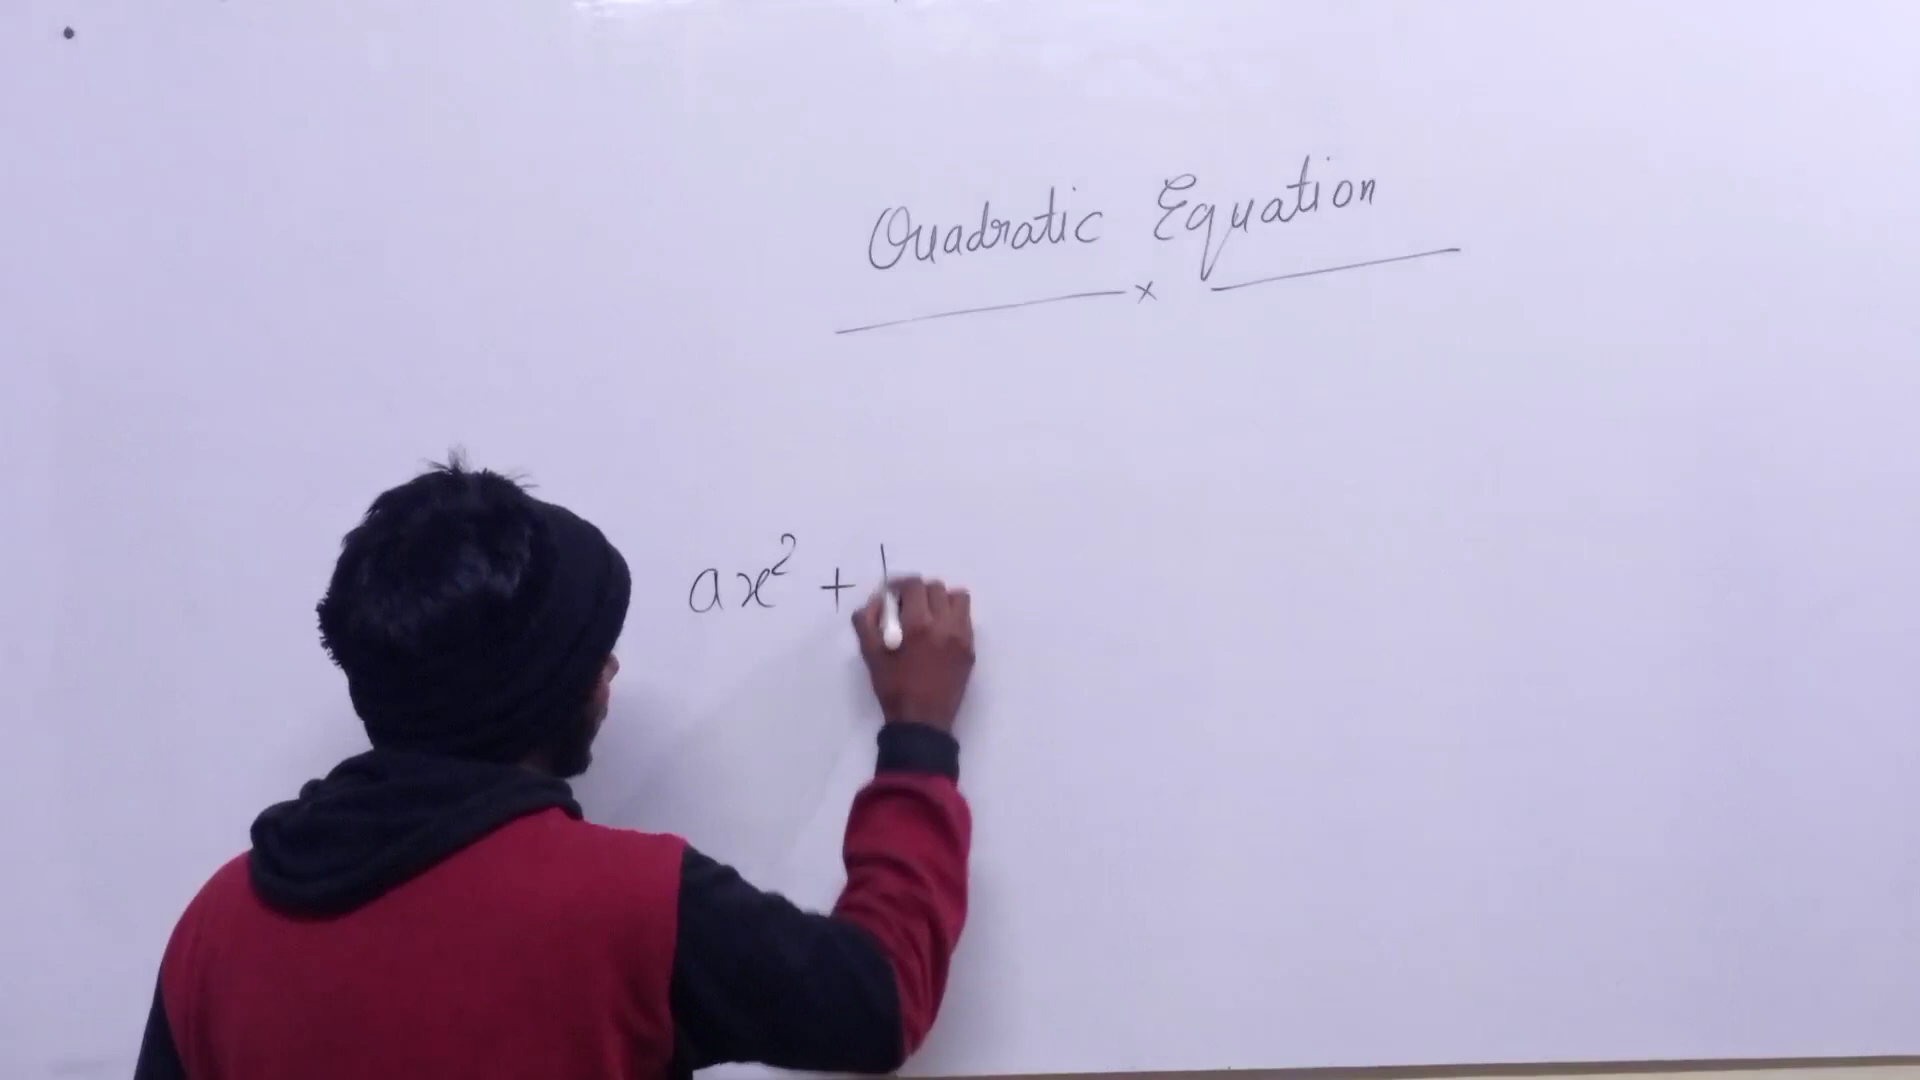 Quadratic Equation
x
ax² +